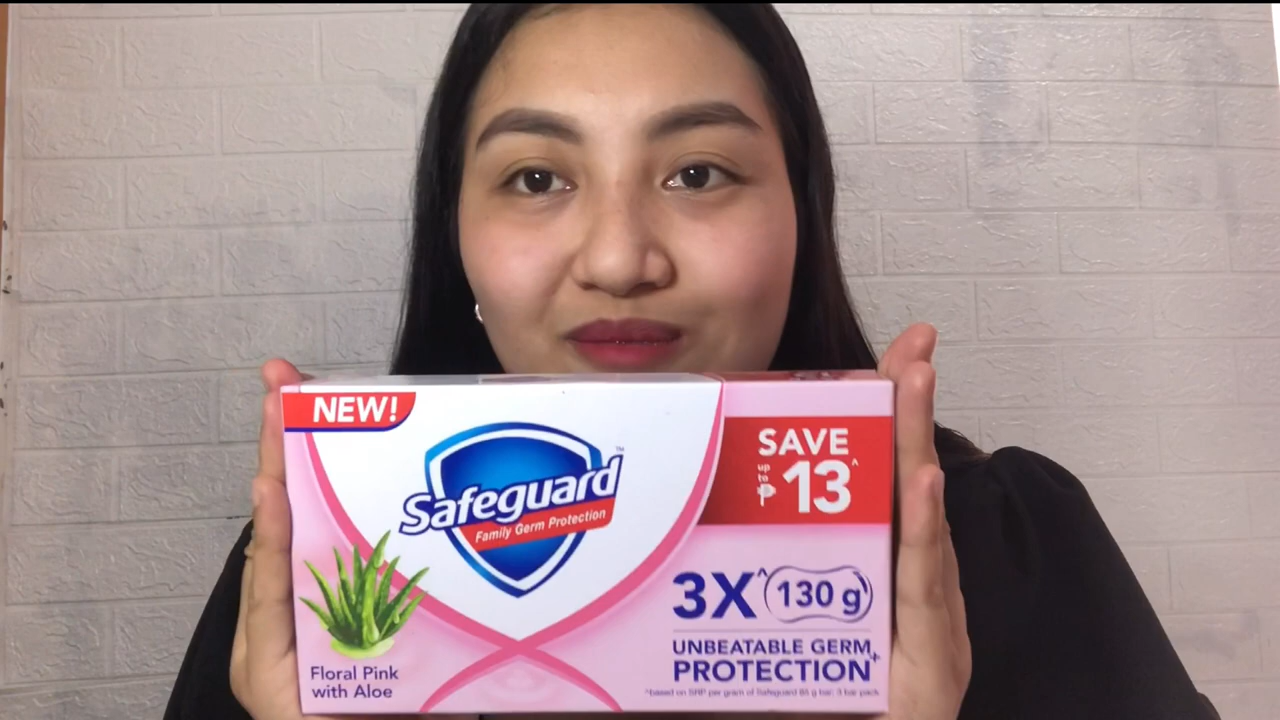 NEW!
Safeguard™
Family Germ Protection
Floral Pink
with Aloe
SAVE
up to ₱13^
3X^ 130 g
UNBEATABLE GERM
PROTECTION+
^based on SRP per gram of Safeguard 85 g bar; 3 bar pack